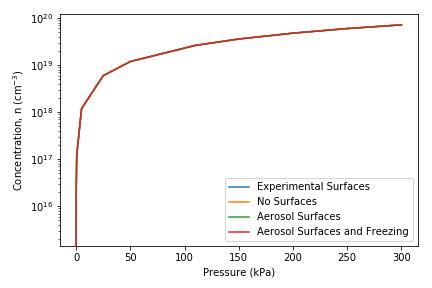 10^20
10^19
10^18
10^17
10^16
Concentration, n (cm^−3)
Experimental Surfaces
No Surfaces
Aerosol Surfaces
Aerosol Surfaces and Freezing
0 50 100 150 200 250 300
Pressure (kPa)